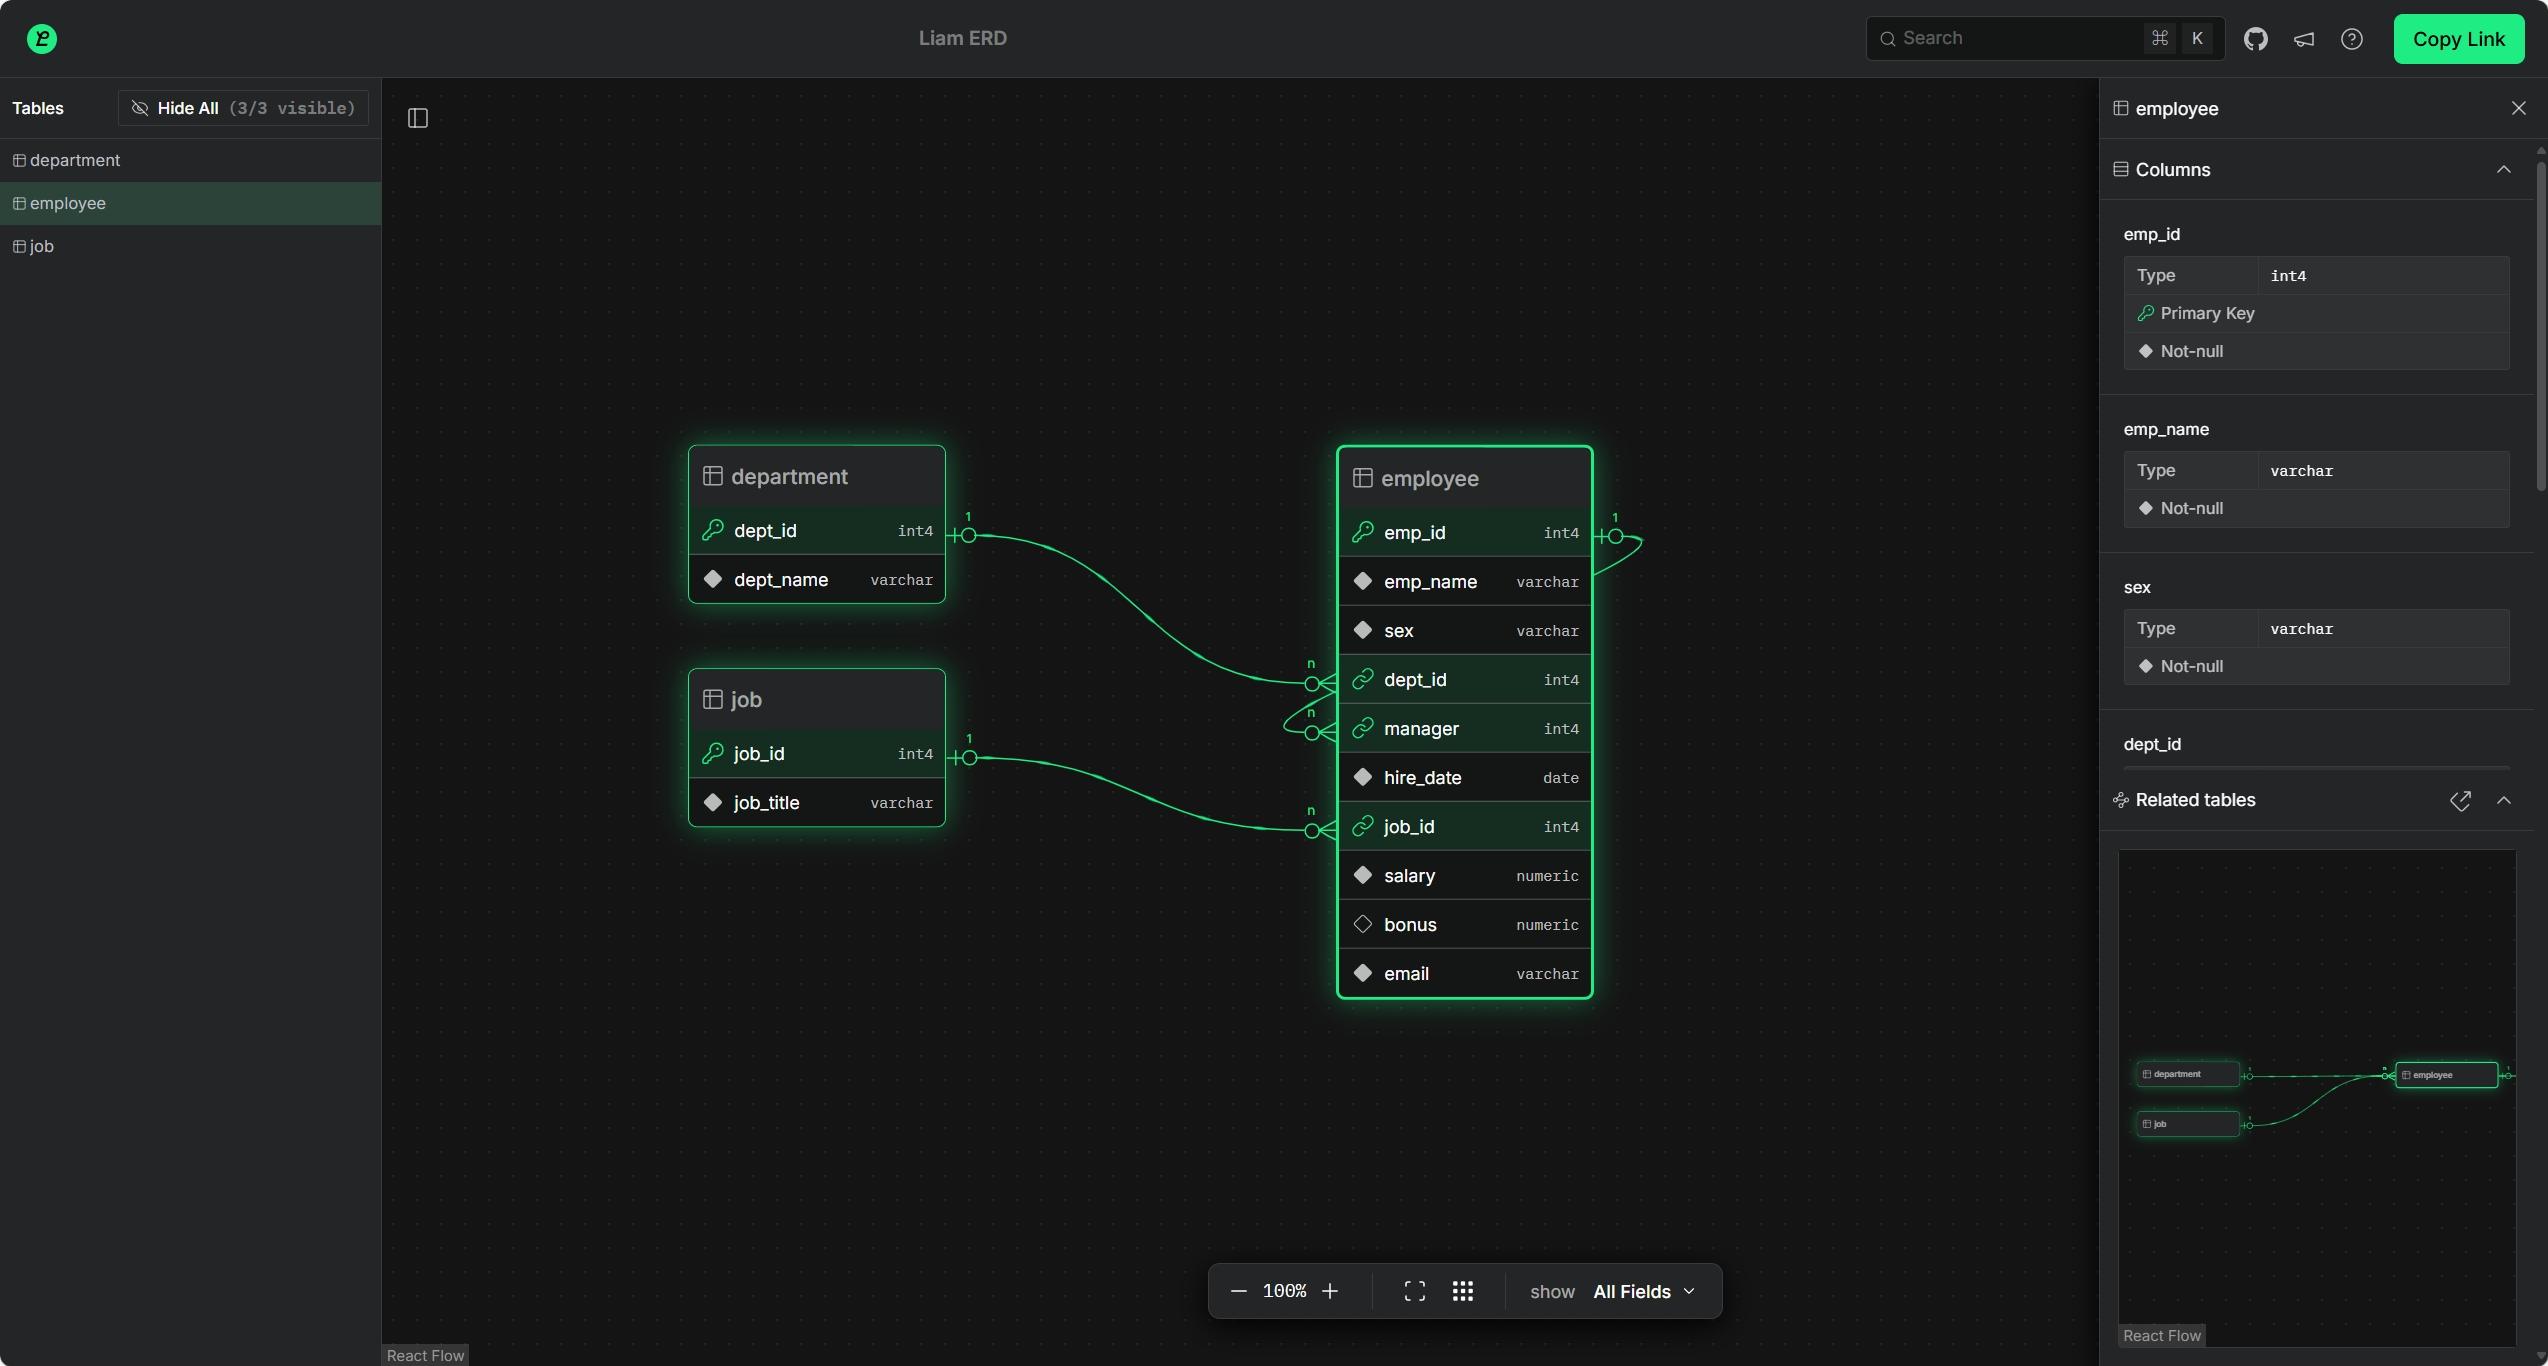 Liam ERD
Search ⌘ K
Copy Link
Tables
Hide All (3/3 visible)
department
employee
job
department
dept_id int4
dept_name varchar
1
job
job_id int4
job_title varchar
1
employee
emp_id int4
emp_name varchar
sex varchar
dept_id int4
manager int4
hire_date date
job_id int4
salary numeric
bonus numeric
email varchar
1
n
n
n
100%
show All Fields
React Flow
employee
Columns
emp_id
Type int4
Primary Key
Not-null
emp_name
Type varchar
Not-null
sex
Type varchar
Not-null
dept_id
Related tables
department
employee
job
React Flow